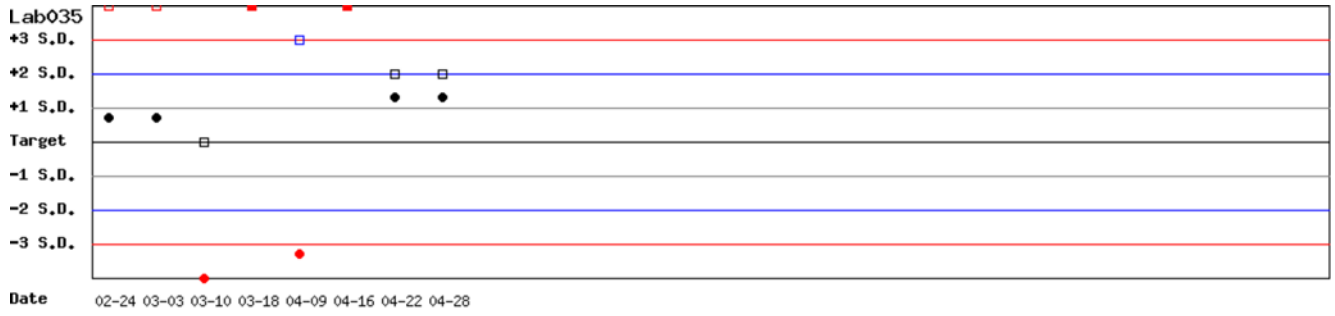 Lab035
+3 S.D.
+2 S.D.
+1 S.D.
Target
-1 S.D.
-2 S.D.
-3 S.D.
Date 02-24 03-03 03-10 03-18 04-09 04-16 04-22 04-28